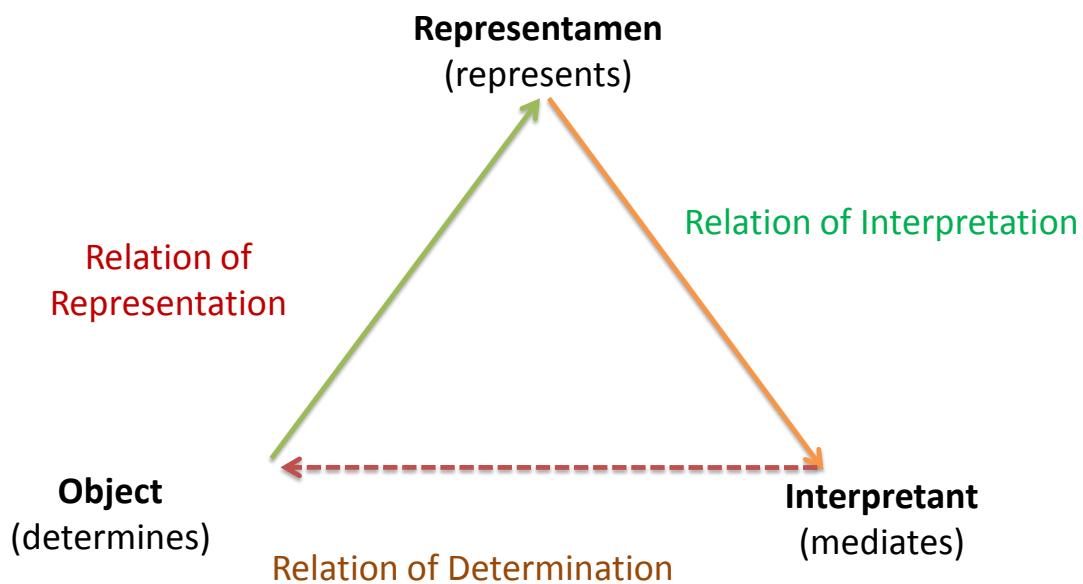 Representamen
(represents)
Relation of Interpretation
Relation of
Representation
Object
(determines)
Interpretant
(mediates)
Relation of Determination